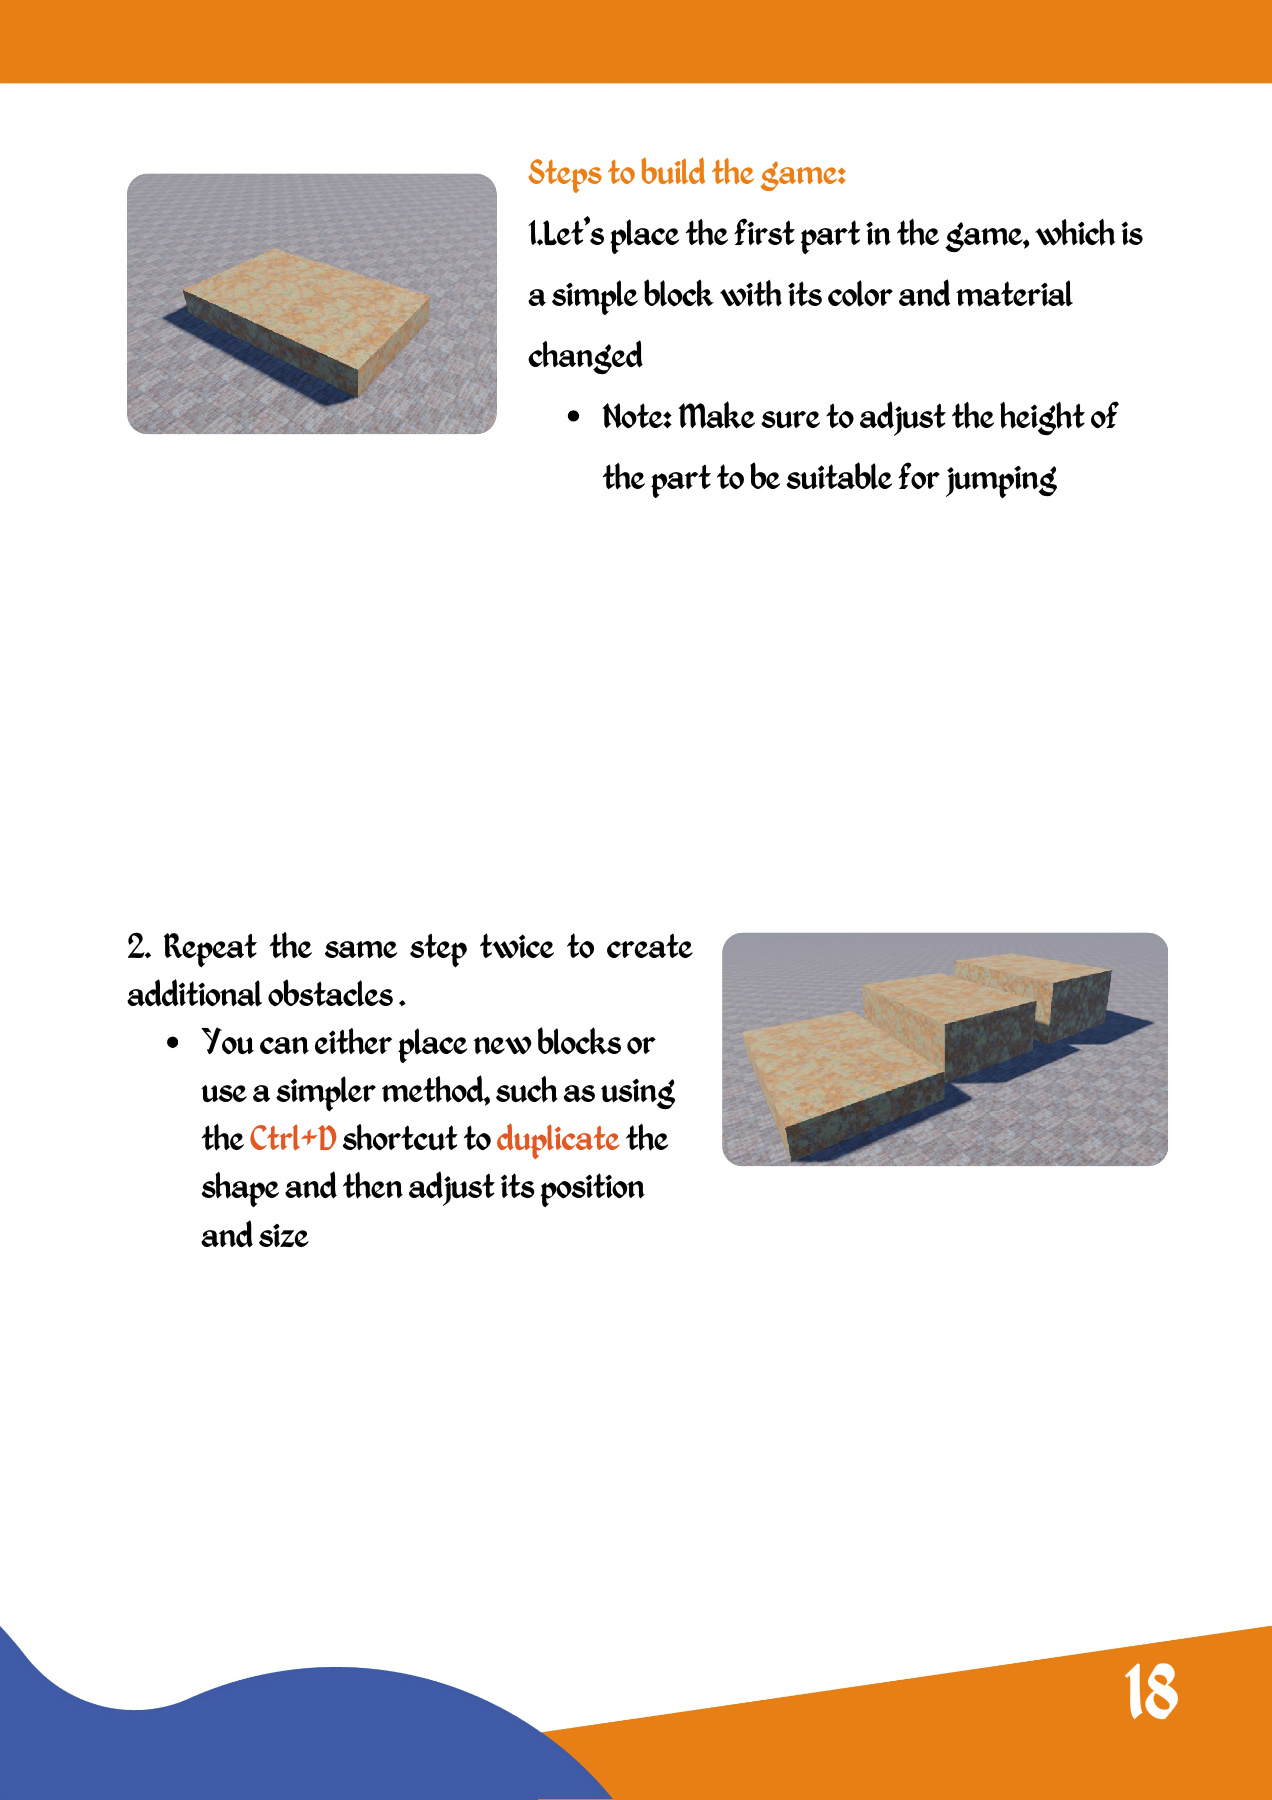 Steps to build the game:
1.Let's place the first part in the game, which is
a simple block with its color and material
changed
• Note: Make sure to adjust the height of
the part to be suitable for jumping
2. Repeat the same step twice to create
additional obstacles .
• You can either place new blocks or
use a simpler method, such as using
the Ctrl+D shortcut to duplicate the
shape and then adjust its position
and size
18